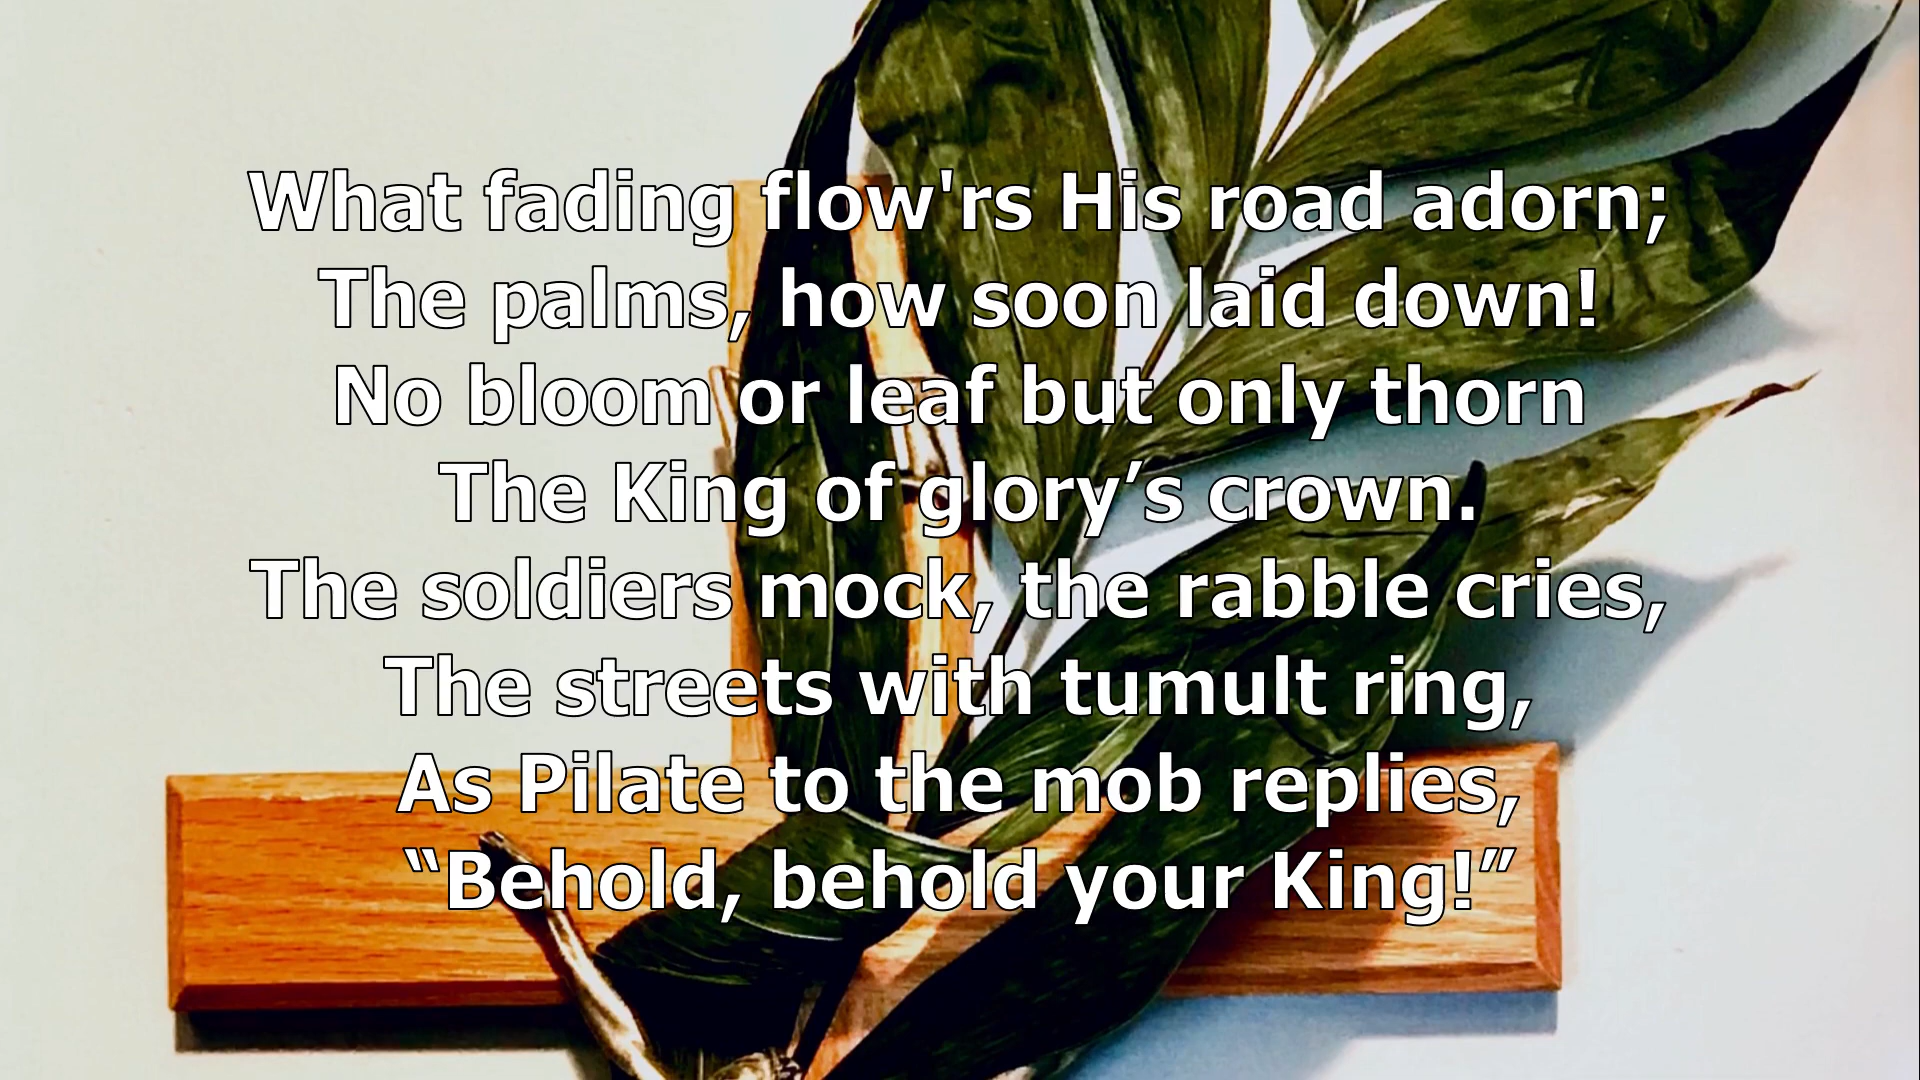 What fading flow'rs His road adorn;
The palms, how soon laid down!
No bloom or leaf but only thorn
The King of glory’s crown.
The soldiers mock, the rabble cries,
The streets with tumult ring,
As Pilate to the mob replies,
“Behold, behold your King!”